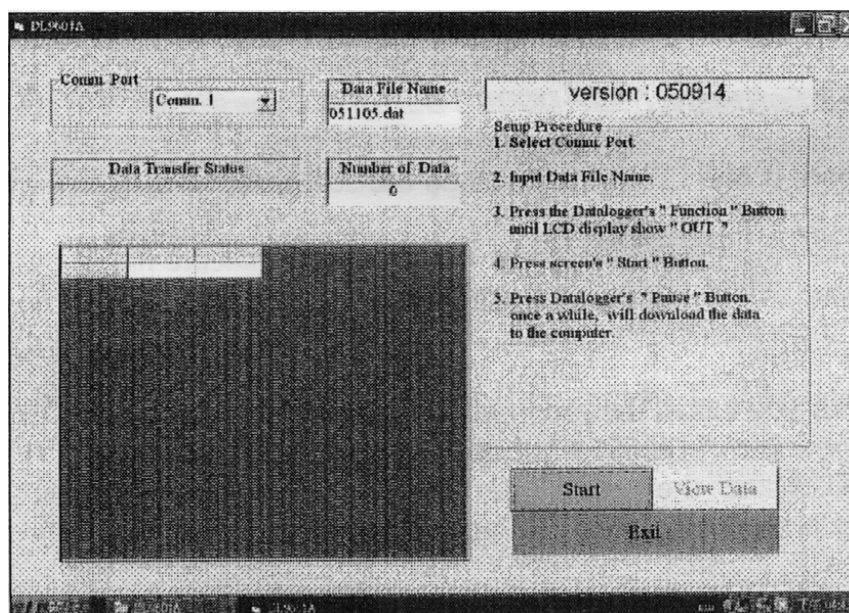 DL9601A
Comm. Port
Comm. 1
Data File Name
051105.dat
version : 050914
Data Transfer Status
Number of Data
0
Setup Procedure
1. Select Comm. Port.
2. Input Data File Name.
3. Press the Datalogger's " Function " Button
until LCD display show " OUT "
4. Press screen's " Start " Button.
5. Press Datalogger's " Pause " Button.
once a while, will download the data
to the computer.
Start
View Data
Exit
DL9601A